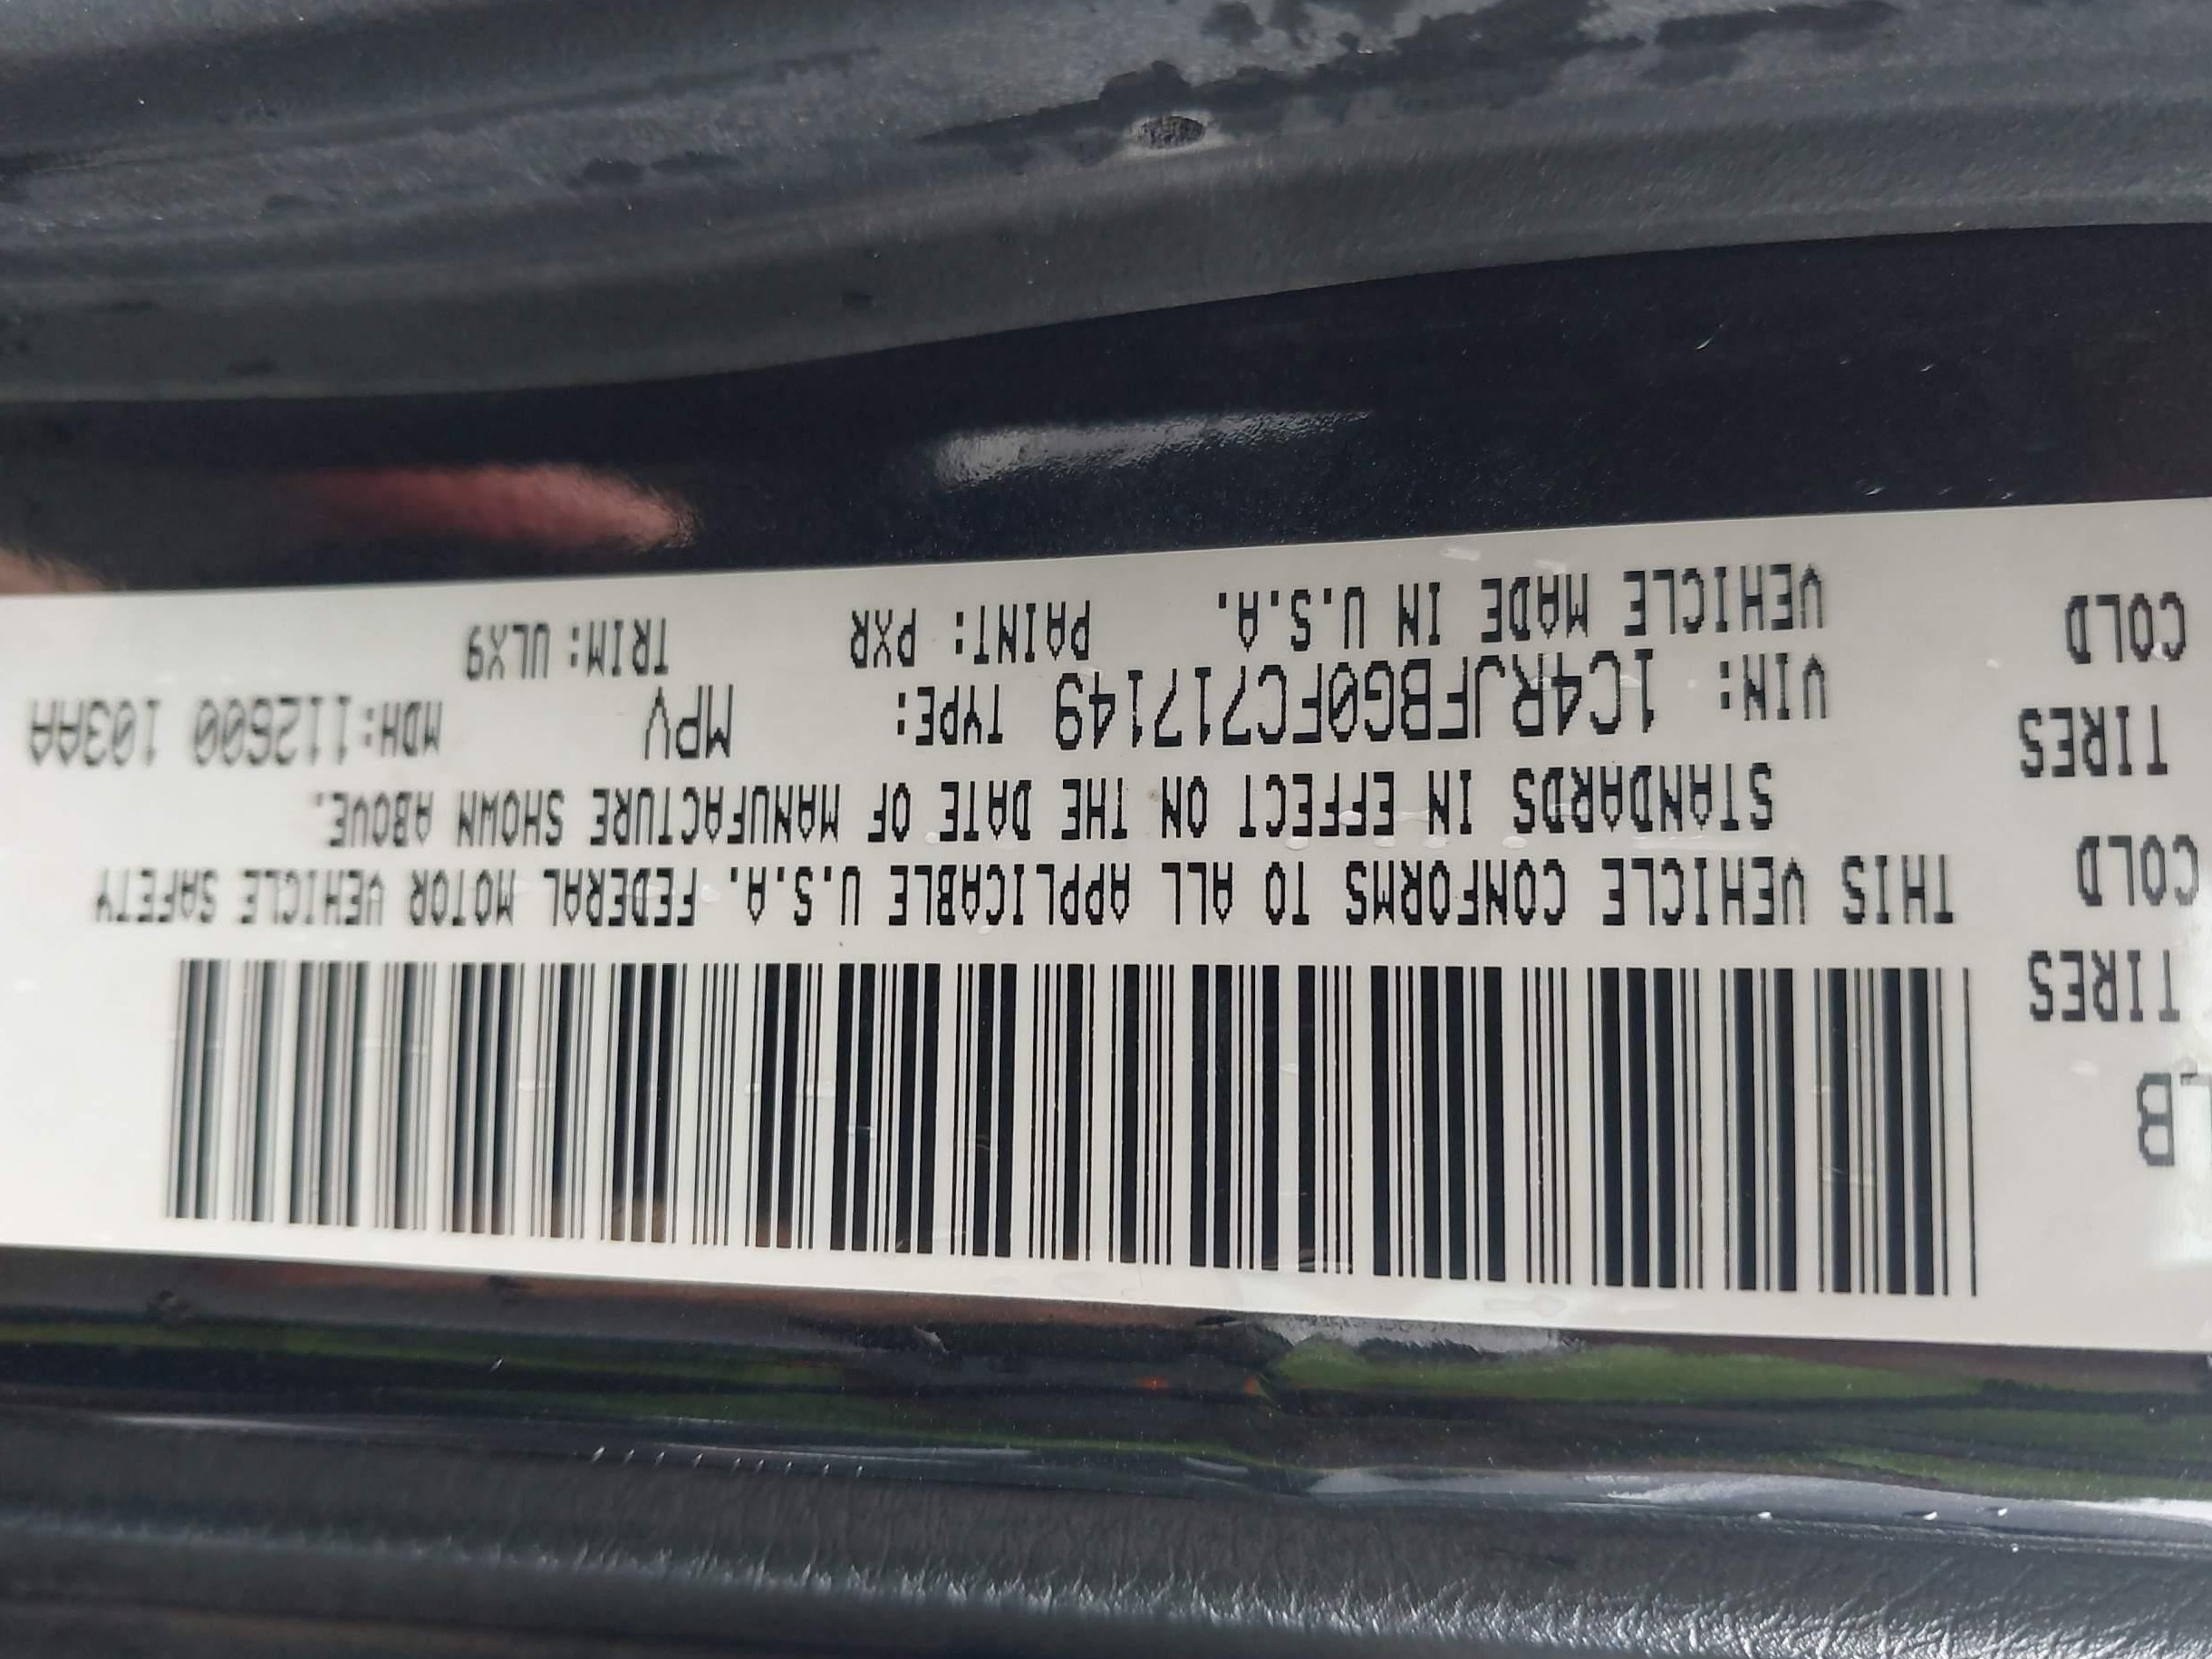 LB
TIRES
COLD
TIRES
COLD
THIS VEHICLE CONFORMS TO ALL APPLICABLE U.S.A. FEDERAL MOTOR VEHICLE SAFETY
STANDARDS IN EFFECT ON THE DATE OF MANUFACTURE SHOWN ABOVE.
VIN: 1C4RJFBG0FC717149 TYPE: MPV MDH:112600 103AA
VEHICLE MADE IN U.S.A. PAINT: PXR TRIM: ULX9